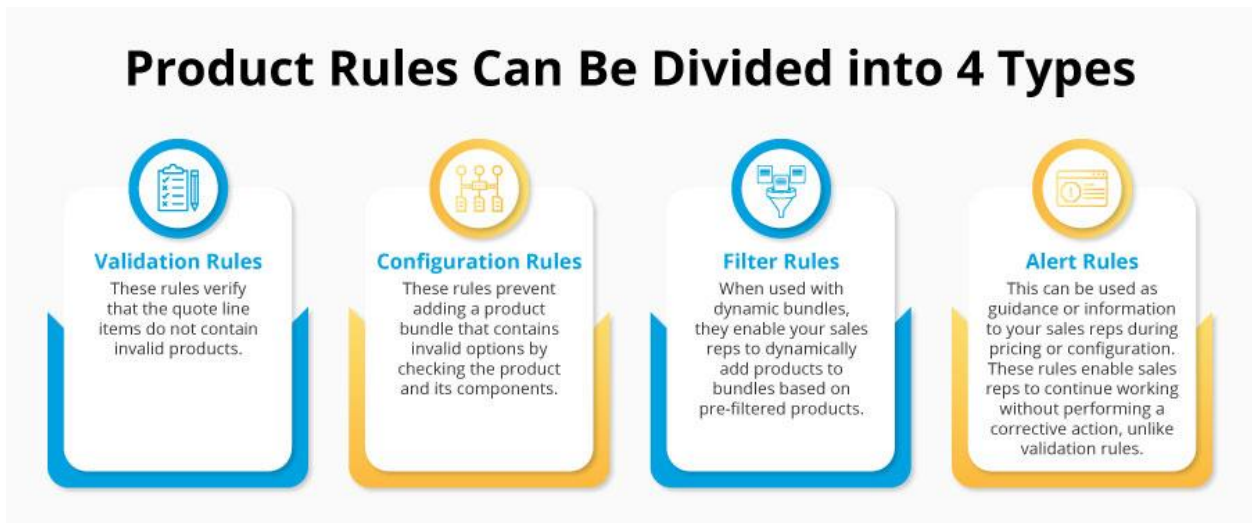 Product Rules Can Be Divided into 4 Types
Validation Rules
These rules verify
that the quote line
items do not contain
invalid products.
Configuration Rules
These rules prevent
adding a product
bundle that contains
invalid options by
checking the product
and its components.
Filter Rules
When used with
dynamic bundles,
they enable your sales
reps to dynamically
add products to
bundles based on
pre-filtered products.
Alert Rules
This can be used as
guidance or information
to your sales reps during
pricing or configuration.
These rules enable sales
reps to continue working
without performing a
corrective action, unlike
validation rules.